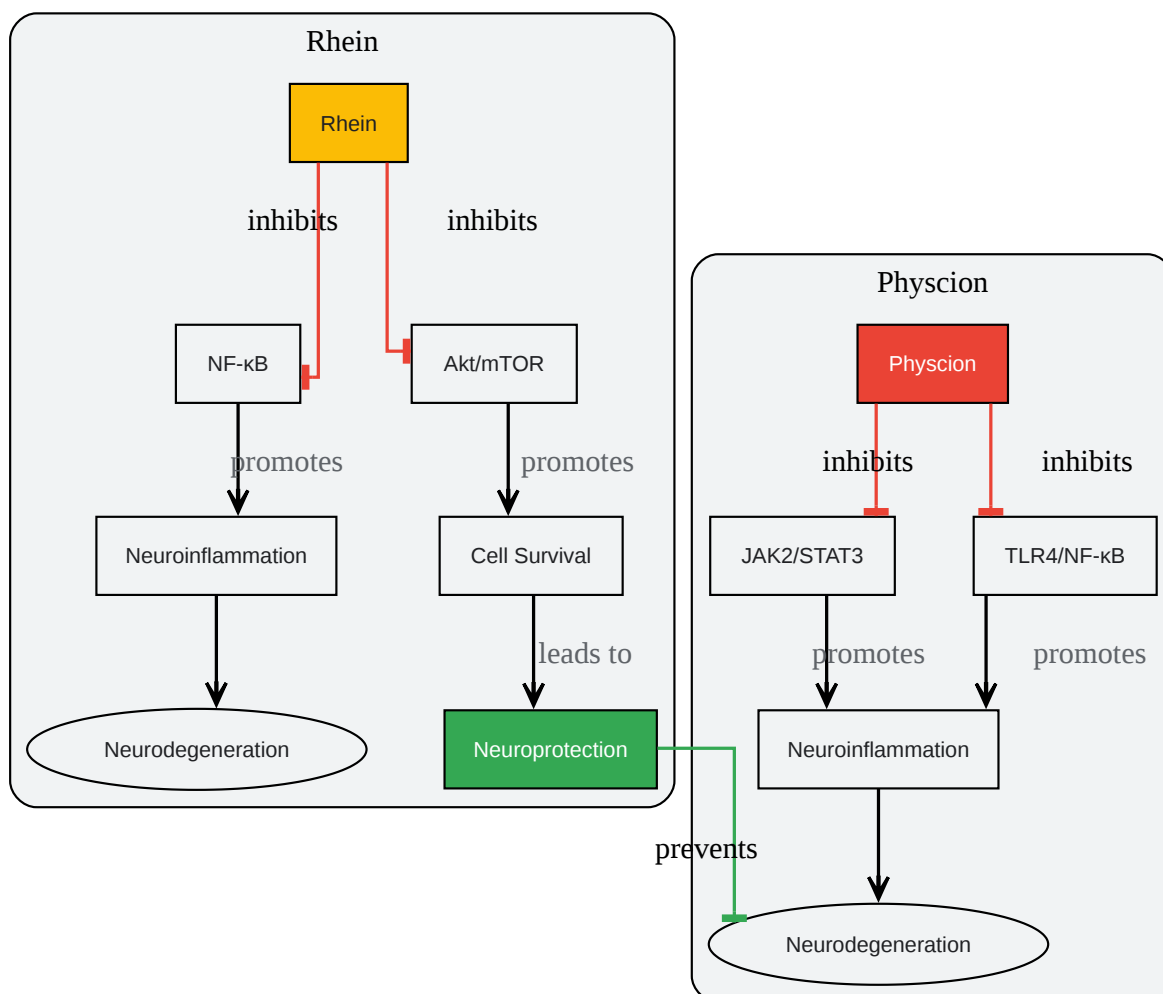 Rhein
Rhein
inhibits
inhibits
NF-κB
Akt/mTOR
promotes
promotes
Neuroinflammation
Cell Survival
leads to
Neurodegeneration
Neuroprotection
prevents
Physcion
Physcion
inhibits
inhibits
JAK2/STAT3
TLR4/NF-κB
promotes
promotes
Neuroinflammation
Neurodegeneration